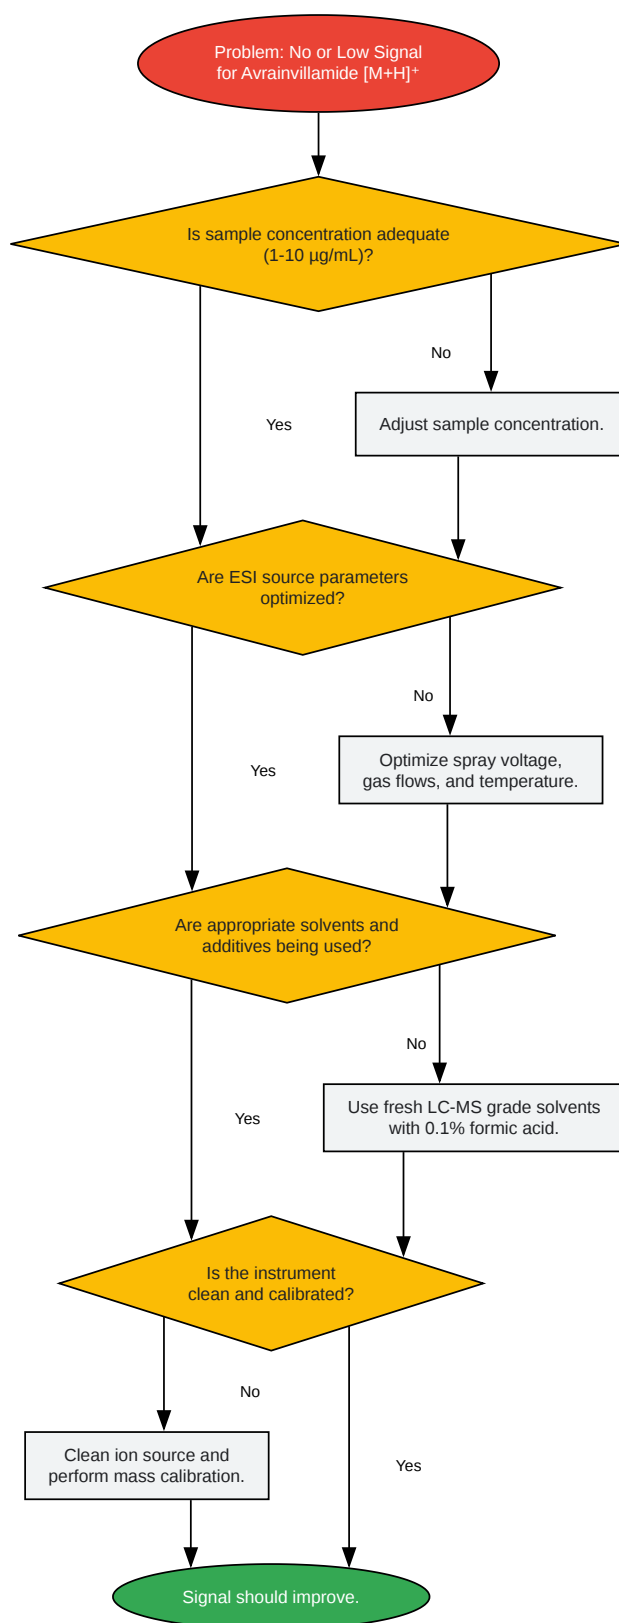 Problem: No or Low Signal
for Avrainvillamide [M+H]⁺
Is sample concentration adequate
(1-10 µg/mL)?
No
Yes
Adjust sample concentration.
Are ESI source parameters
optimized?
No
Yes
Optimize spray voltage,
gas flows, and temperature.
Are appropriate solvents and
additives being used?
No
Yes
Use fresh LC-MS grade solvents
with 0.1% formic acid.
Is the instrument
clean and calibrated?
No
Yes
Clean ion source and
perform mass calibration.
Signal should improve.